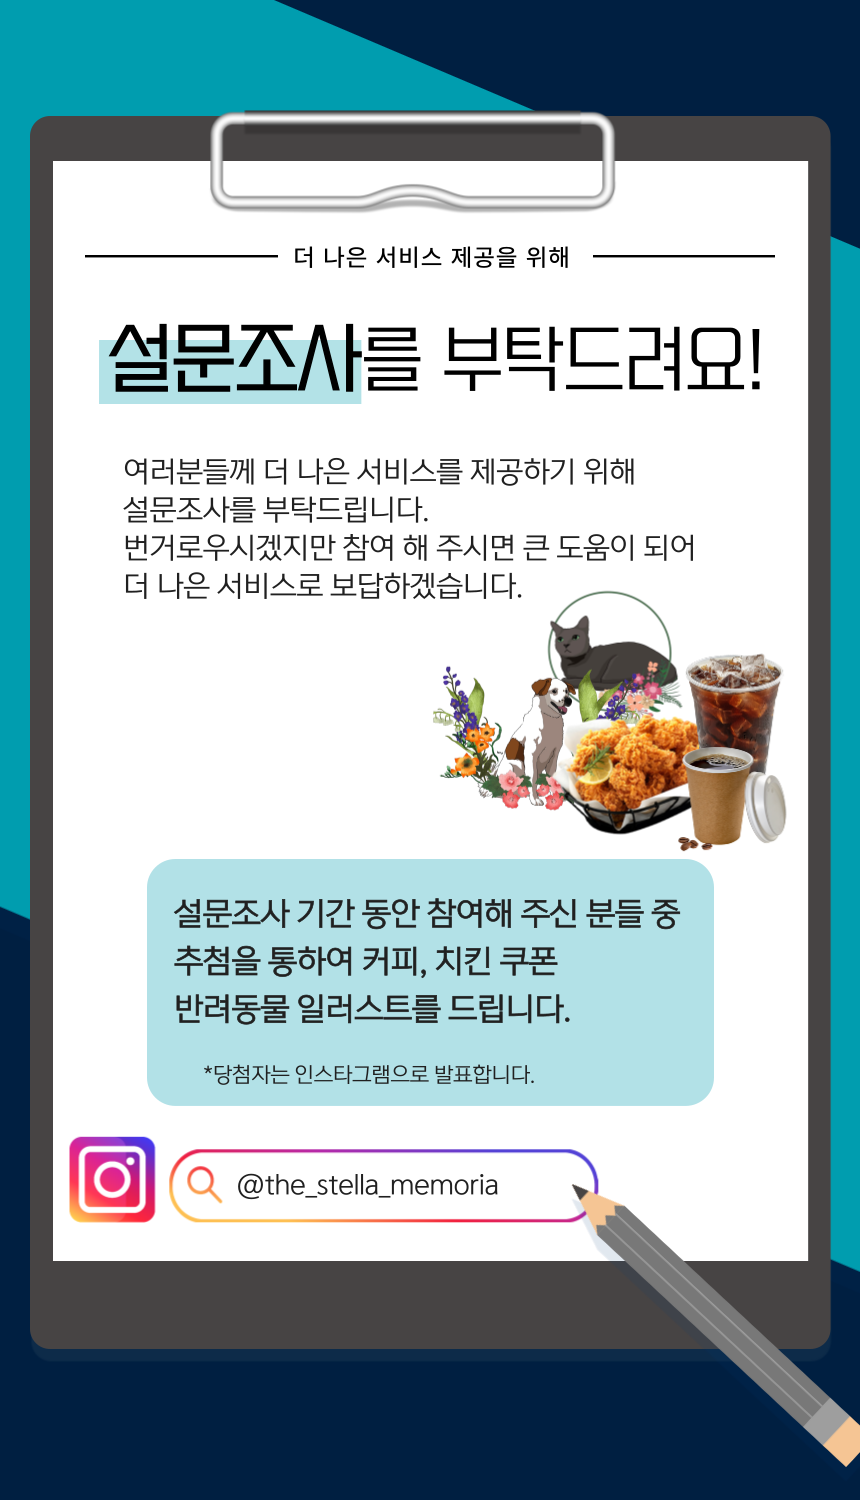 더 나은 서비스 제공을 위해
설문조사를 부탁드려요!
여러분들께 더 나은 서비스를 제공하기 위해
설문조사를 부탁드립니다.
번거로우시겠지만 참여 해 주시면 큰 도움이 되어
더 나은 서비스로 보답하겠습니다.
설문조사 기간 동안 참여해 주신 분들 중
추첨을 통하여 커피, 치킨 쿠폰
반려동물 일러스트를 드립니다.
*당첨자는 인스타그램으로 발표합니다.
@the_stella_memoria